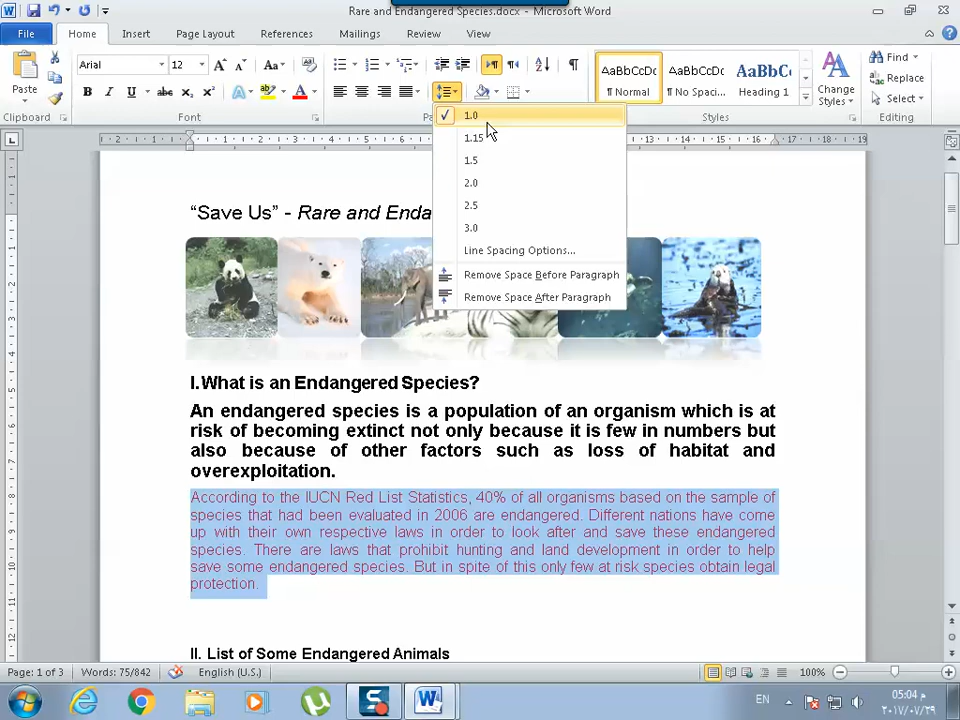 Rare and Endangered Species.docx - Microsoft Word
File Home Insert Page Layout References Mailings Review View
Paste
Clipboard
Arial 12
Font
AaBbCcDc AaBbCcDc AaBbC
¶ Normal ¶ No Spaci... Heading 1
Change Styles
Styles
Find
Replace
Select
Editing
1.0
1.15
1.5
2.0
2.5
3.0
Line Spacing Options...
Remove Space Before Paragraph
Remove Space After Paragraph
“Save Us” - Rare and Enda
I.What is an Endangered Species?
An endangered species is a population of an organism which is at
risk of becoming extinct not only because it is few in numbers but
also because of other factors such as loss of habitat and
overexploitation.
According to the IUCN Red List Statistics, 40% of all organisms based on the sample of
species that had been evaluated in 2006 are endangered. Different nations have come
up with their own respective laws in order to look after and save these endangered
species. There are laws that prohibit hunting and land development in order to help
save some endangered species. But in spite of this only few at risk species obtain legal
protection.
II. List of Some Endangered Animals
Page: 1 of 3 Words: 75/842 English (U.S.) 100%
EN
05:04 م
٢٠١٧/٠٧/٢٩